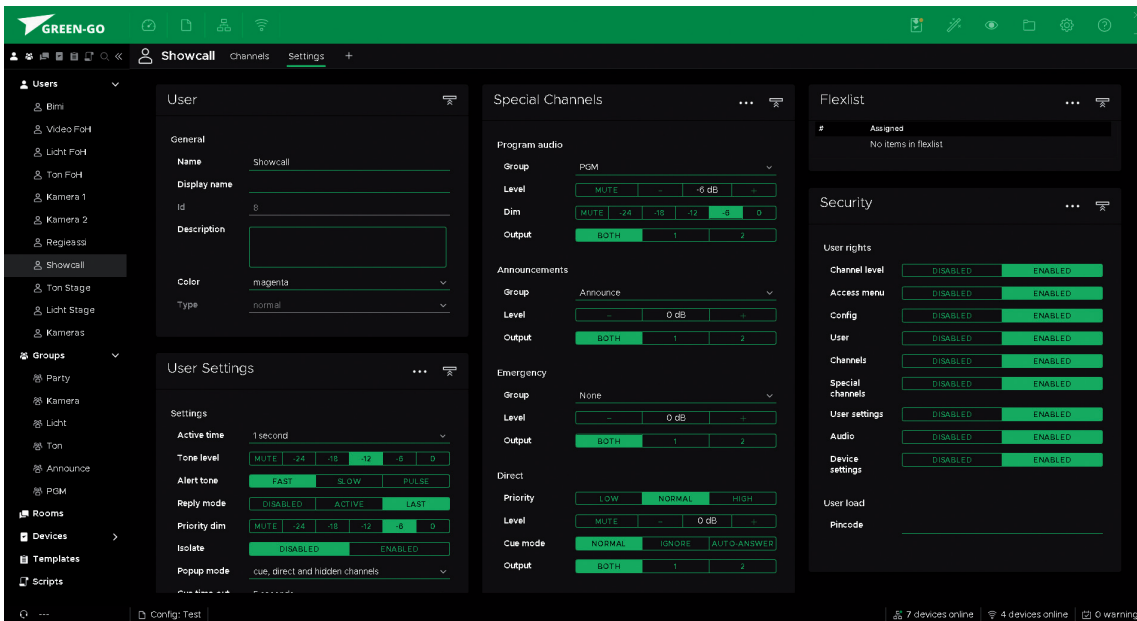 GREEN-GO
Showcall Channels Settings +
Users
Bimi
Video FoH
Licht FoH
Ton FoH
Kamera 1
Kamera 2
Regieassi
Showcall
Ton Stage
Licht Stage
Kameras
Groups
Party
Kamera
Licht
Ton
Announce
PGM
Rooms
Devices
Templates
Scripts
User
General
Name Showcall
Display name
Id 8
Description
Color magenta
Type normal
User Settings
Settings
Active time 1 second
Tone level MUTE -24 -18 -12 -6 0
Alert tone FAST SLOW PULSE
Reply mode DISABLED ACTIVE LAST
Priority dim MUTE -24 -18 -12 -6 0
Isolate DISABLED ENABLED
Popup mode cue, direct and hidden channels
Special Channels
Program audio
Group PGM
Level MUTE - -6 dB +
Dim MUTE -24 -18 -12 -6 0
Output BOTH 1 2
Announcements
Group Announce
Level - 0 dB +
Output BOTH 1 2
Emergency
Group None
Level - 0 dB +
Output BOTH 1 2
Direct
Priority LOW NORMAL HIGH
Level MUTE - 0 dB +
Cue mode NORMAL IGNORE AUTO-ANSWER
Output BOTH 1 2
Flexlist
# Assigned
No items in flexlist
Security
User rights
Channel level DISABLED ENABLED
Access menu DISABLED ENABLED
Config DISABLED ENABLED
User DISABLED ENABLED
Channels DISABLED ENABLED
Special
channels DISABLED ENABLED
User settings DISABLED ENABLED
Audio DISABLED ENABLED
Device
settings DISABLED ENABLED
User load
Pincode
--- Config: Test 7 devices online 4 devices online 0 warning